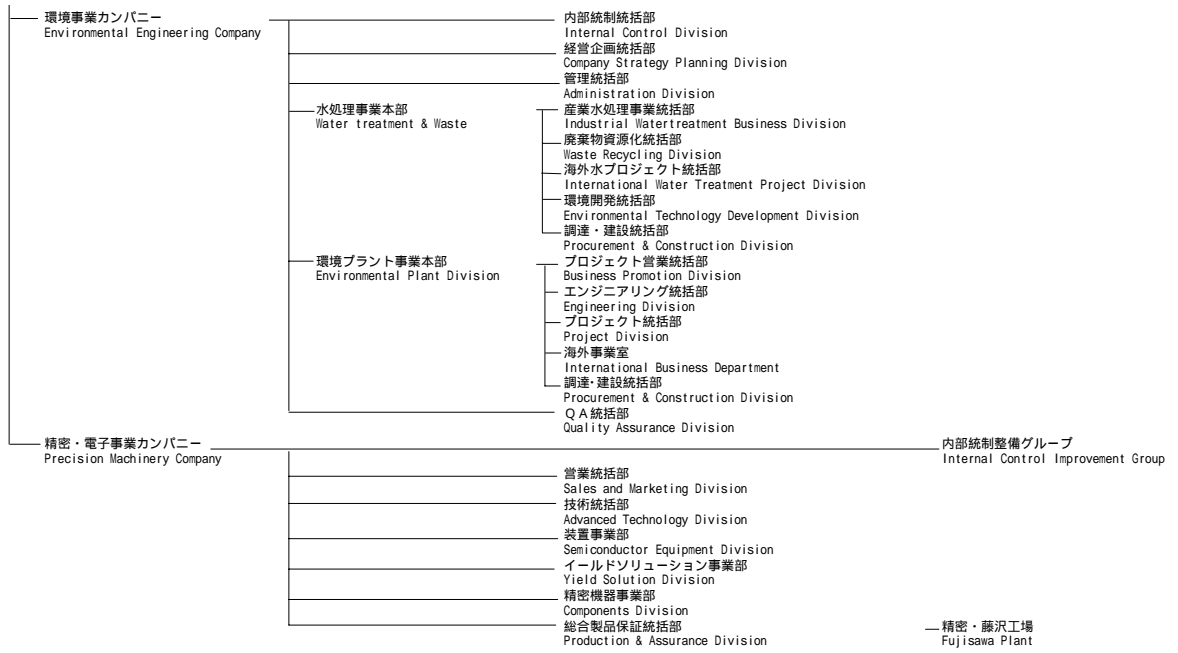 環境事業カンパニー
Environmental Engineering Company
内部統制統括部
Internal Control Division
経営企画統括部
Company Strategy Planning Division
管理統括部
Administration Division
水処理事業本部
Water treatment & Waste
産業水処理事業統括部
Industrial Watertreatment Business Division
廃棄物資源化統括部
Waste Recycling Division
海外水プロジェクト統括部
International Water Treatment Project Division
環境開発統括部
Environmental Technology Development Division
調達・建設統括部
Procurement & Construction Division
環境プラント事業本部
Environmental Plant Division
プロジェクト営業統括部
Business Promotion Division
エンジニアリング統括部
Engineering Division
プロジェクト統括部
Project Division
海外事業室
International Business Department
調達・建設統括部
Procurement & Construction Division
QA統括部
Quality Assurance Division
精密・電子事業カンパニー
Precision Machinery Company
内部統制整備グループ
Internal Control Improvement Group
営業統括部
Sales and Marketing Division
技術統括部
Advanced Technology Division
装置事業部
Semiconductor Equipment Division
イールドソリューション事業部
Yield Solution Division
精密機器事業部
Components Division
総合製品保証統括部
Production & Assurance Division
精密・藤沢工場
Fujisawa Plant